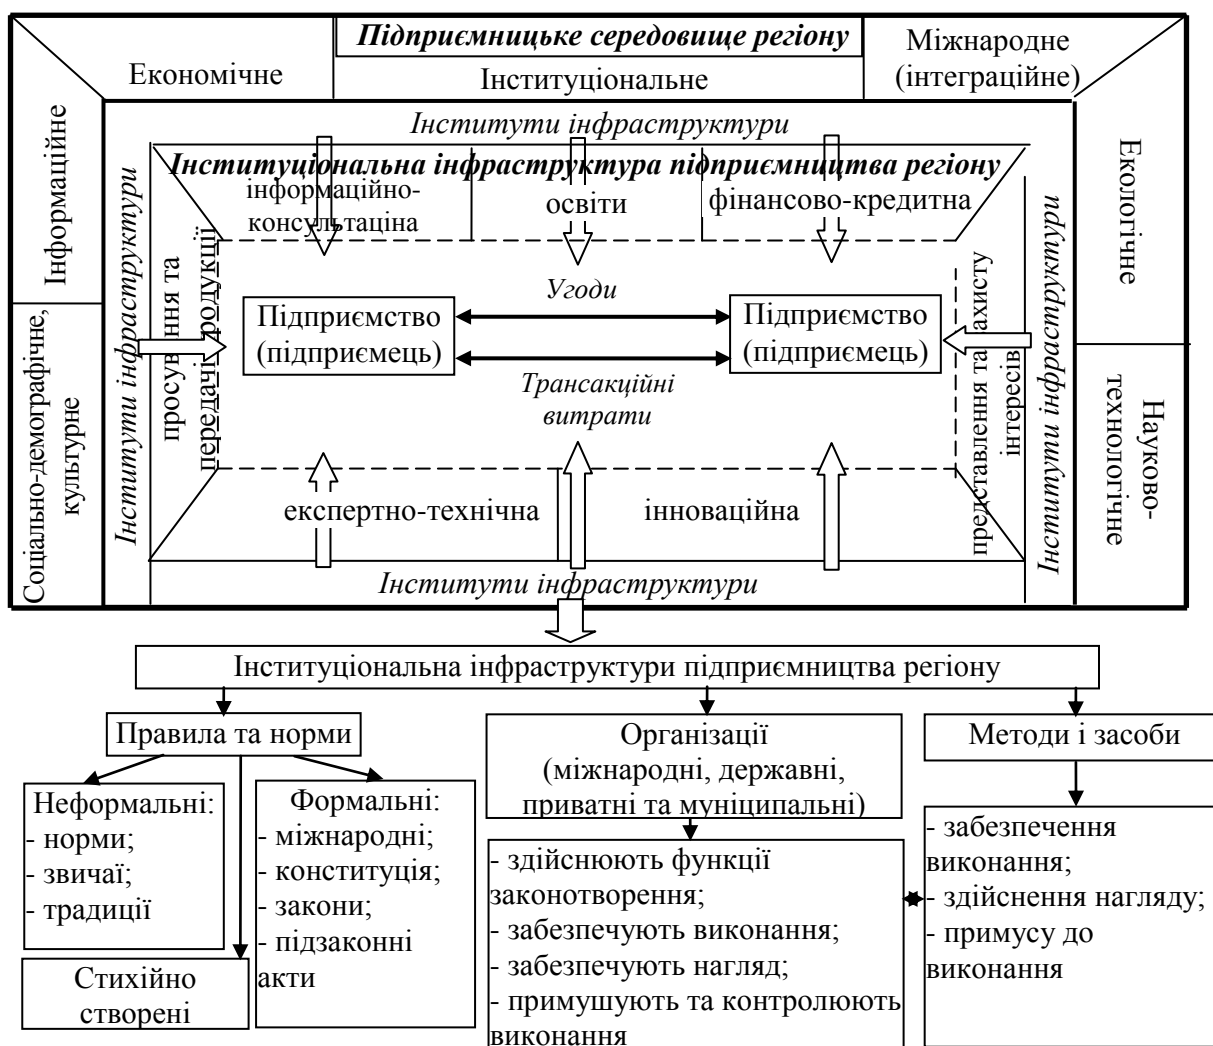 Підприємницьке середовище регіону
Економічне
Інституціональне
Міжнародне
(інтеграційне)
Інформаційне
Соціально-демографічне,
культурне
Екологічне
Науково-
технологічне
Інститути інфраструктури
Інститути інфраструктури
Інститути інфраструктури
Інституціональна інфраструктура підприємництва регіону
інформаційно-
консультаціна
освіти
фінансово-кредитна
просування та
передачі продукції
представлення та захисту
інтересів
Угоди
Підприємство
(підприємець)
Підприємство
(підприємець)
Трансакційні
витрати
експертно-технічна
інноваційна
Інститути інфраструктури
Інституціональна інфраструктури підприємництва регіону
Правила та норми
Організації
(міжнародні, державні,
приватні та муніципальні)
Методи і засоби
Неформальні:
- норми;
- звичаї;
- традиції
Формальні:
- міжнародні;
- конституція;
- закони;
- підзаконні
акти
Стихійно
створені
- здійснюють функції
законотворення;
- забезпечують виконання;
- забезпечують нагляд;
- примушують та контролюють
виконання
- забезпечення
виконання;
- здійснення нагляду;
- примусу до
виконання